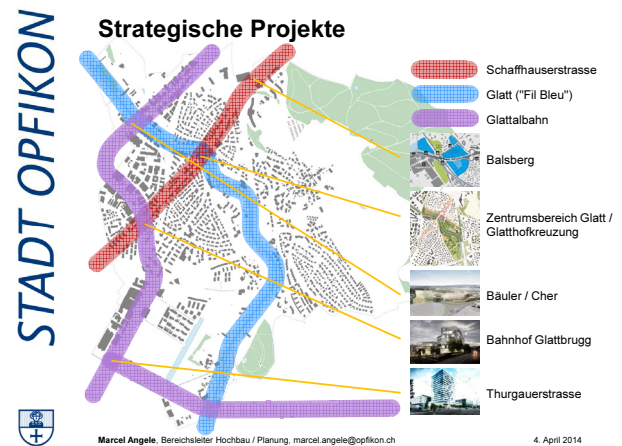 Strategische Projekte
STADT OPFIKON
Schaffhauserstrasse
Glatt ("Fil Bleu")
Glattalbahn
Balsberg
Zentrumsbereich Glatt /
Glatthofkreuzung
Bäuler / Cher
Bahnhof Glattbrugg
Thurgauerstrasse
Marcel Angele, Bereichsleiter Hochbau / Planung, marcel.angele@opfikon.ch
4. April 2014